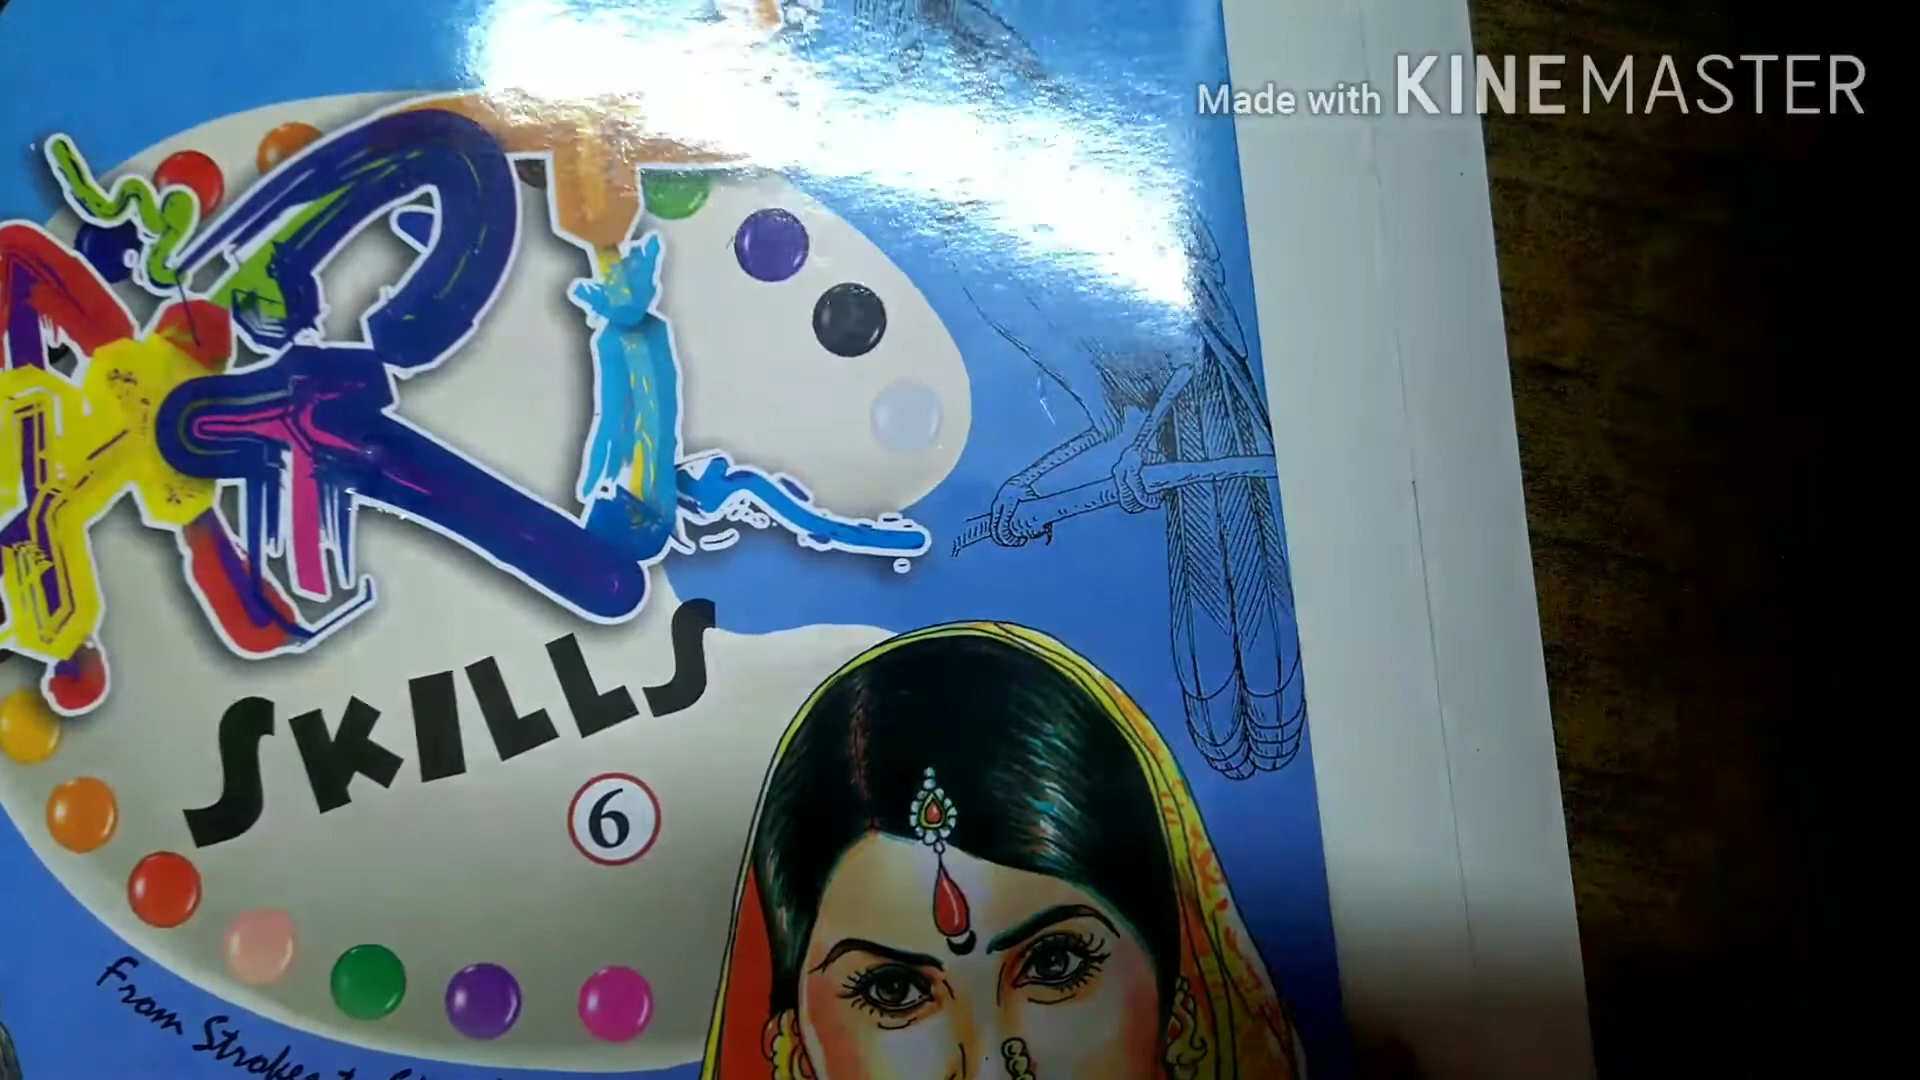 Made with KINEMASTER
ART
SKILLS
6
From Strokes